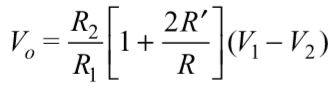 V_o = \frac{R_2}{R_1} \left[ 1 + \frac{2R'}{R} \right] (V_1 - V_2)